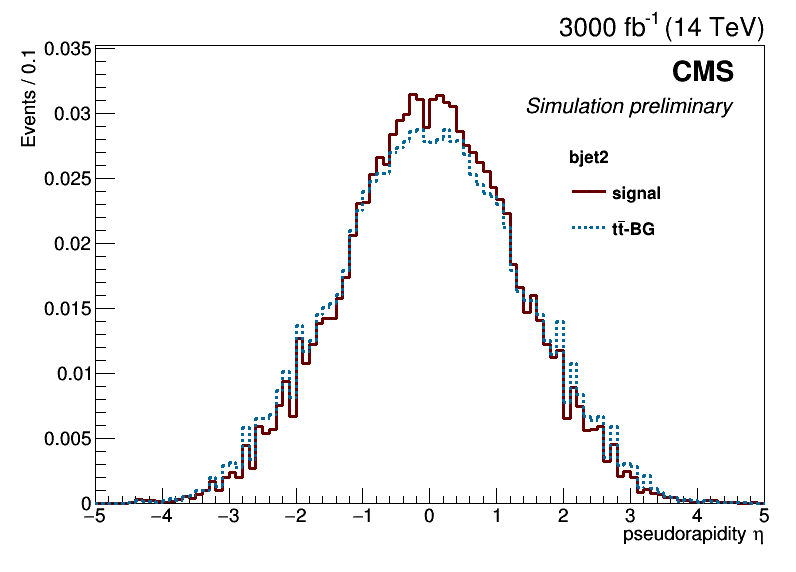 3000 fb⁻¹ (14 TeV)
Events / 0.1
0.035
0.03
0.025
0.02
0.015
0.01
0.005
0
CMS
Simulation preliminary
bjet2
signal
tt̄-BG
−5 −4 −3 −2 −1 0 1 2 3 4 5
pseudorapidity η